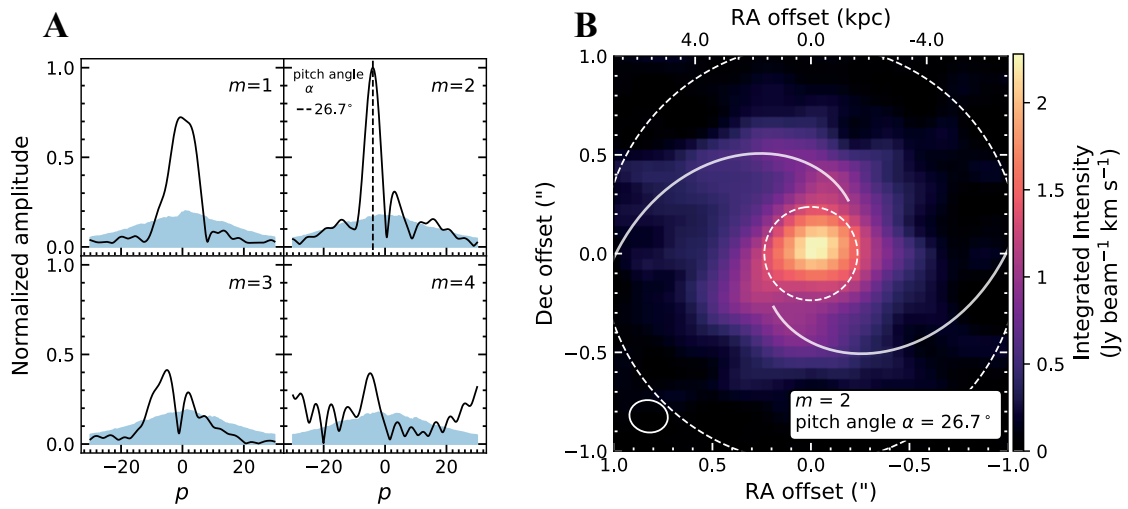 A
Normalized amplitude
1.0
0.5
0.0
m=1
pitch angle
α
--26.7°
m=2
1.0
0.5
0.0
m=3
m=4
−20 0 20
−20 0 20
p
p
B
RA offset (kpc)
4.0 0.0 -4.0
Dec offset (")
1.0
0.5
0.0
−0.5
−1.0
m = 2
pitch angle α = 26.7°
1.0 0.5 0.0 −0.5 −1.0
RA offset (")
2
1.5
1
0.5
0
Integrated Intensity
(Jy beam⁻¹ km s⁻¹)